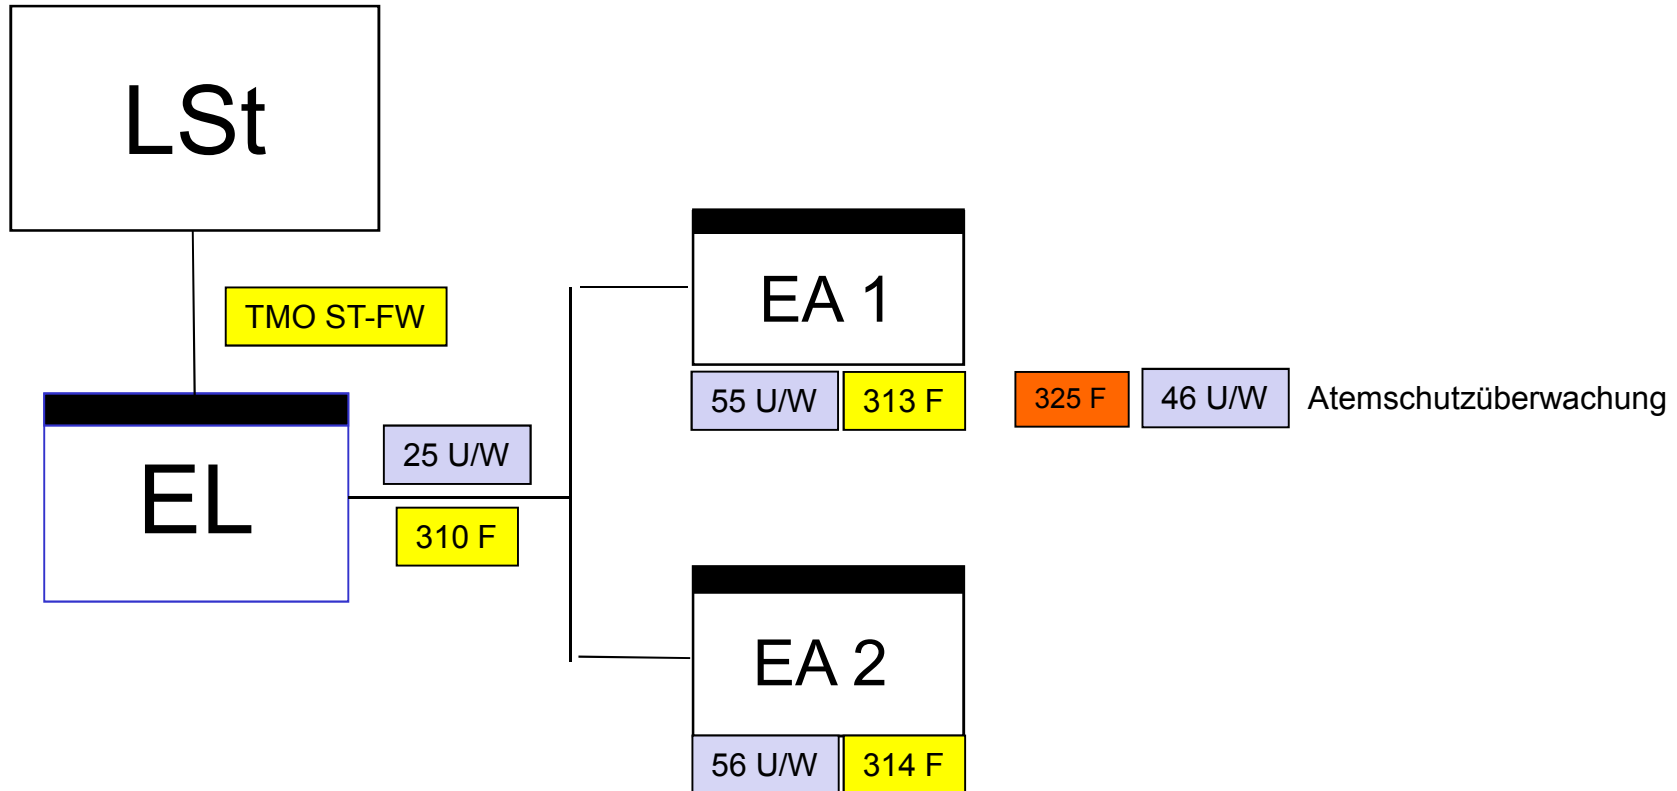 LSt
TMO ST-FW
EL
25 U/W
310 F
EA 1
55 U/W
313 F
325 F
46 U/W
Atemschutzüberwachung
EA 2
56 U/W
314 F